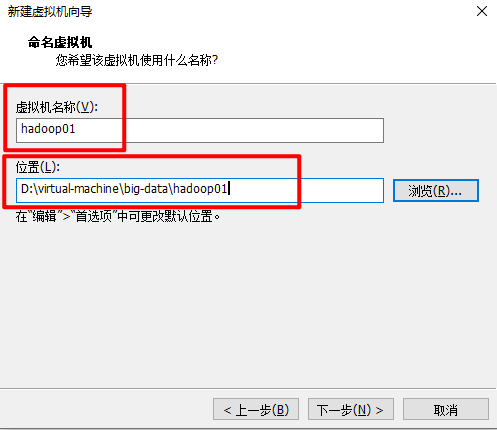 新建虚拟机向导
命名虚拟机
您希望该虚拟机使用什么名称?
虚拟机名称(V):
hadoop01
位置(L):
D:\virtual-machine\big-data\hadoop01
浏览(R)...
在“编辑”>“首选项”中可更改默认位置。
< 上一步(B)
下一步(N) >
取消